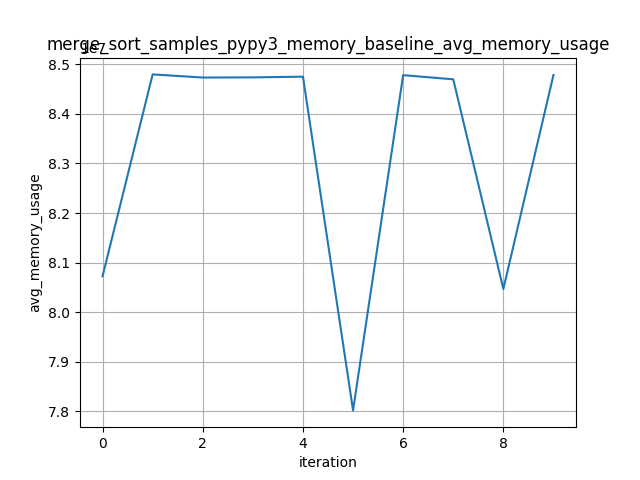 merge_sort_samples_pypy3_memory_baseline_avg_memory_usage
1e7
8.5
8.4
8.3
8.2
8.1
8.0
7.9
7.8
avg_memory_usage
0 2 4 6 8
iteration